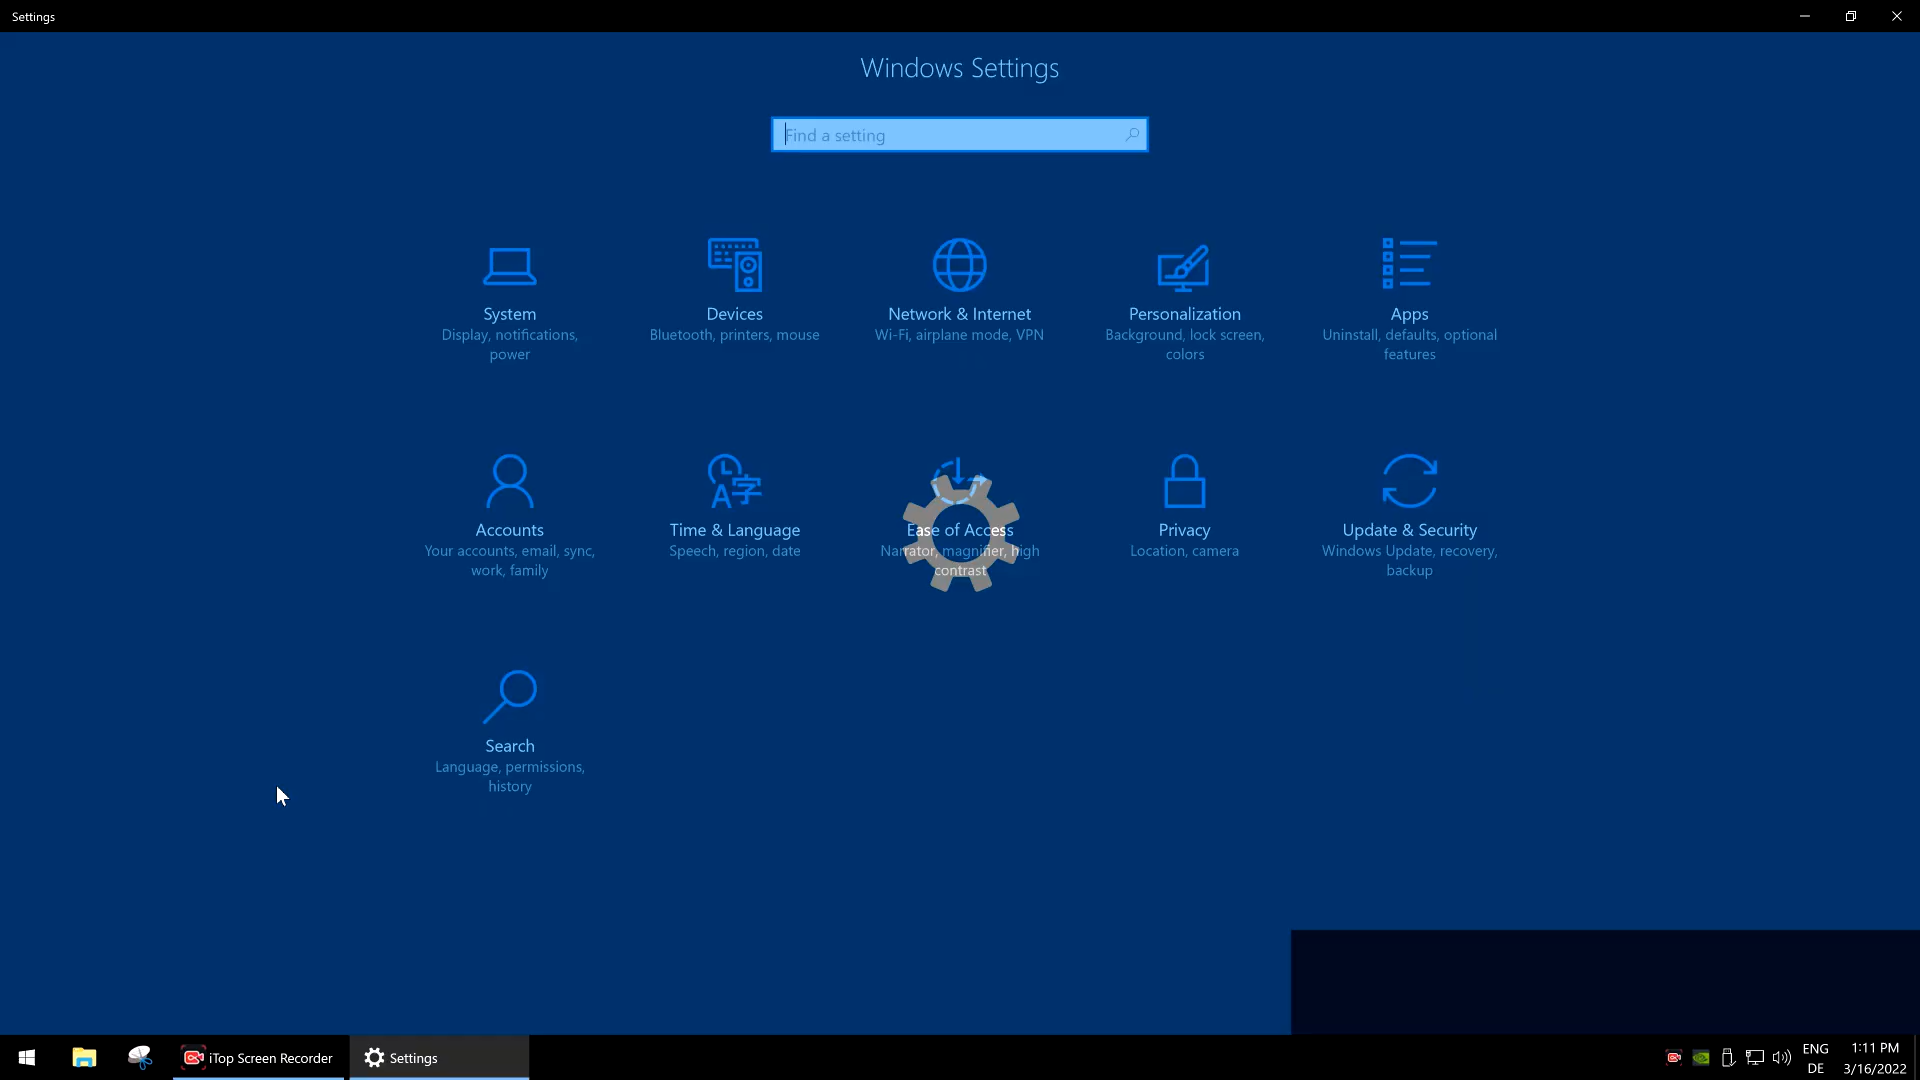 Settings
Windows Settings
Find a setting
System
Display, notifications,
power
Devices
Bluetooth, printers, mouse
Network & Internet
Wi-Fi, airplane mode, VPN
Personalization
Background, lock screen,
colors
Apps
Uninstall, defaults, optional
features
Accounts
Your accounts, email, sync,
work, family
Time & Language
Speech, region, date
Ease of Access
Narrator, magnifier, high
contrast
Privacy
Location, camera
Update & Security
Windows Update, recovery,
backup
Search
Language, permissions,
history
iTop Screen Recorder
Settings
ENG
DE
1:11 PM
3/16/2022